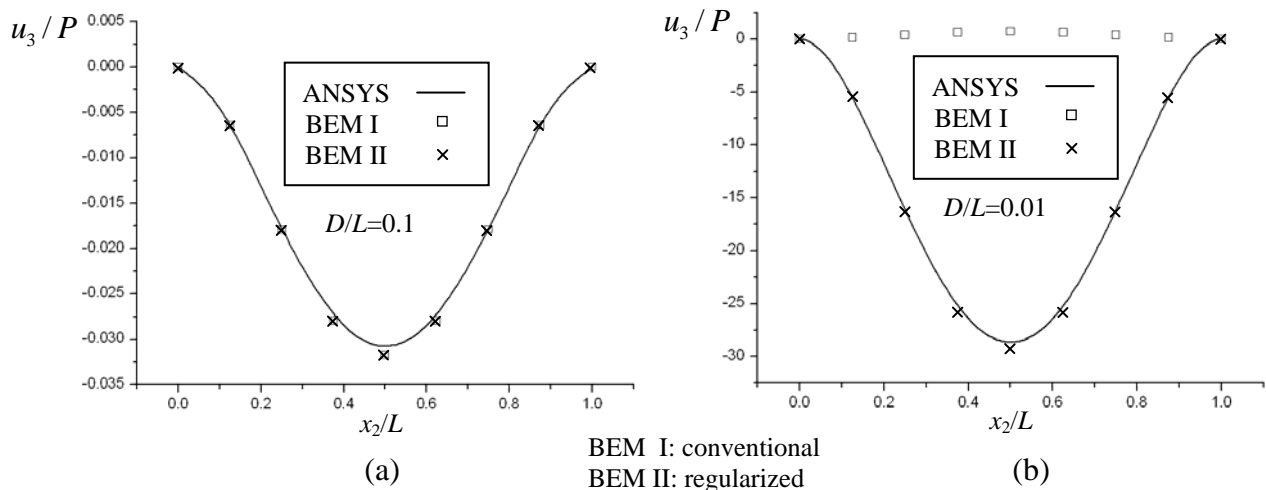 u₃ / P
0.005
0.000
-0.005
-0.010
-0.015
-0.020
-0.025
-0.030
-0.035
ANSYS
BEM I
BEM II
D/L=0.1
0.0 0.2 0.4 0.6 0.8 1.0
x₂/L
(a)
u₃ / P
0
-5
-10
-15
-20
-25
-30
ANSYS
BEM I
BEM II
D/L=0.01
0.0 0.2 0.4 0.6 0.8 1.0
x₂/L
(b)
BEM I: conventional
BEM II: regularized